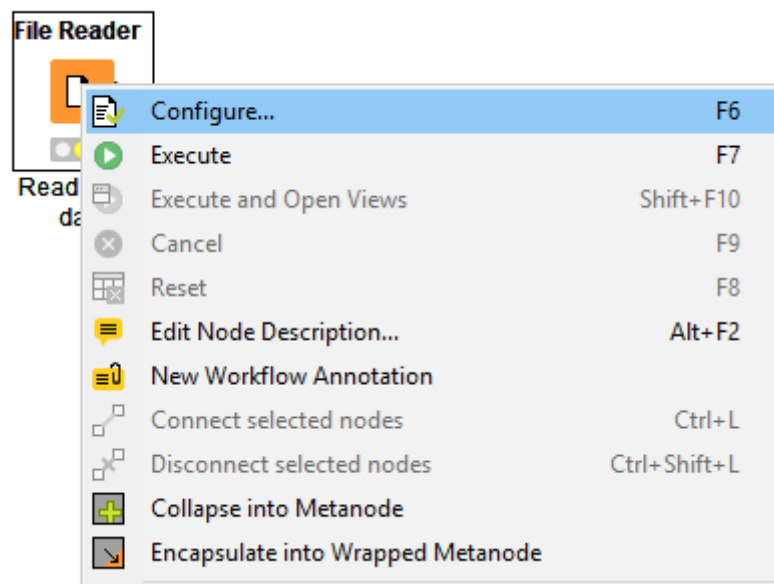 File Reader
Configure... F6
Execute F7
Read
Execute and Open Views Shift+F10
Cancel F9
Reset F8
Edit Node Description... Alt+F2
New Workflow Annotation
Connect selected nodes Ctrl+L
Disconnect selected nodes Ctrl+Shift+L
Collapse into Metanode
Encapsulate into Wrapped Metanode